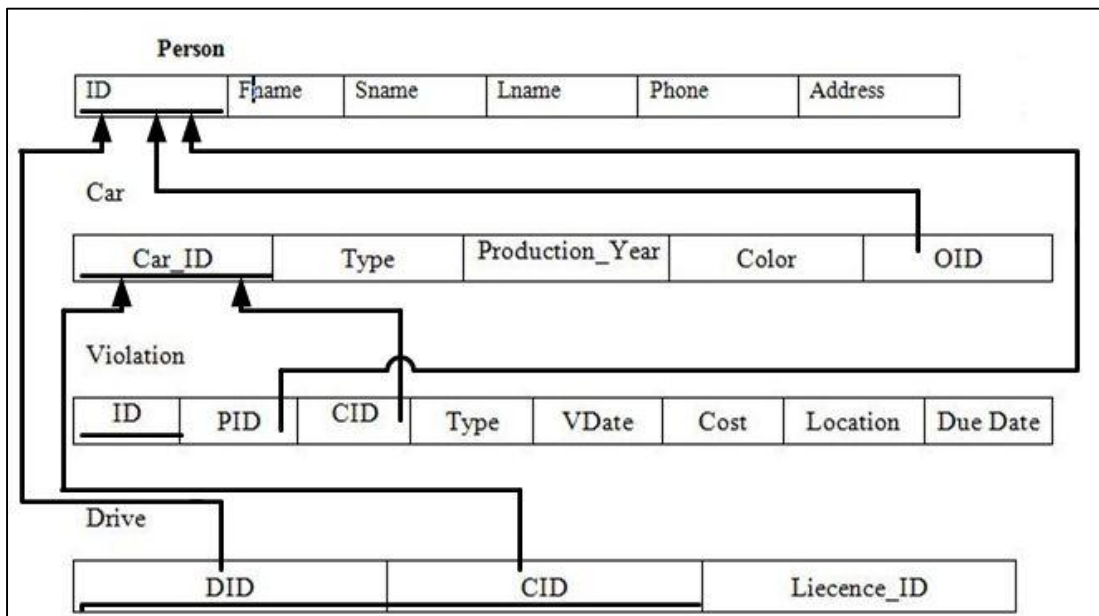 Person
ID Fname Sname Lname Phone Address
Car
Car_ID Type Production_Year Color OID
Violation
ID PID CID Type VDate Cost Location Due Date
Drive
DID CID Liecence_ID